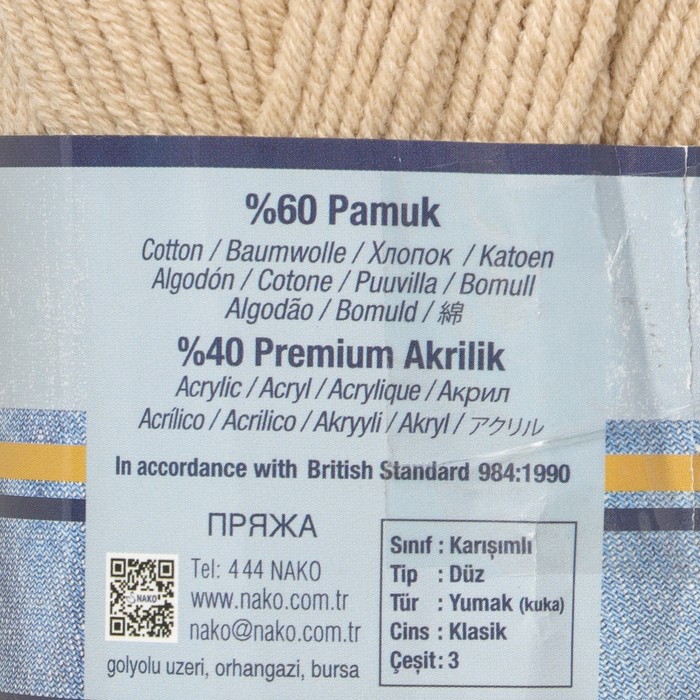 %60 Pamuk
Cotton / Baumwolle / Хлопок / Katoen
Algodón / Cotone / Puuvilla / Bomull
Algodão / Bomuld / 綿
%40 Premium Akrilik
Acrylic / Acryl / Acrylique / Акрил
Acrílico / Acrilico / Akryyli / Akryl / アクリル
In accordance with British Standard 984:1990
ПРЯЖА
NAKO
Tel: 4 44 NAKO
www.nako.com.tr
nako@nako.com.tr
golyolu uzeri, orhangazi, bursa
Sınıf : Karışımlı
Tip : Düz
Tür : Yumak (kuka)
Cins : Klasik
Çeşit : 3